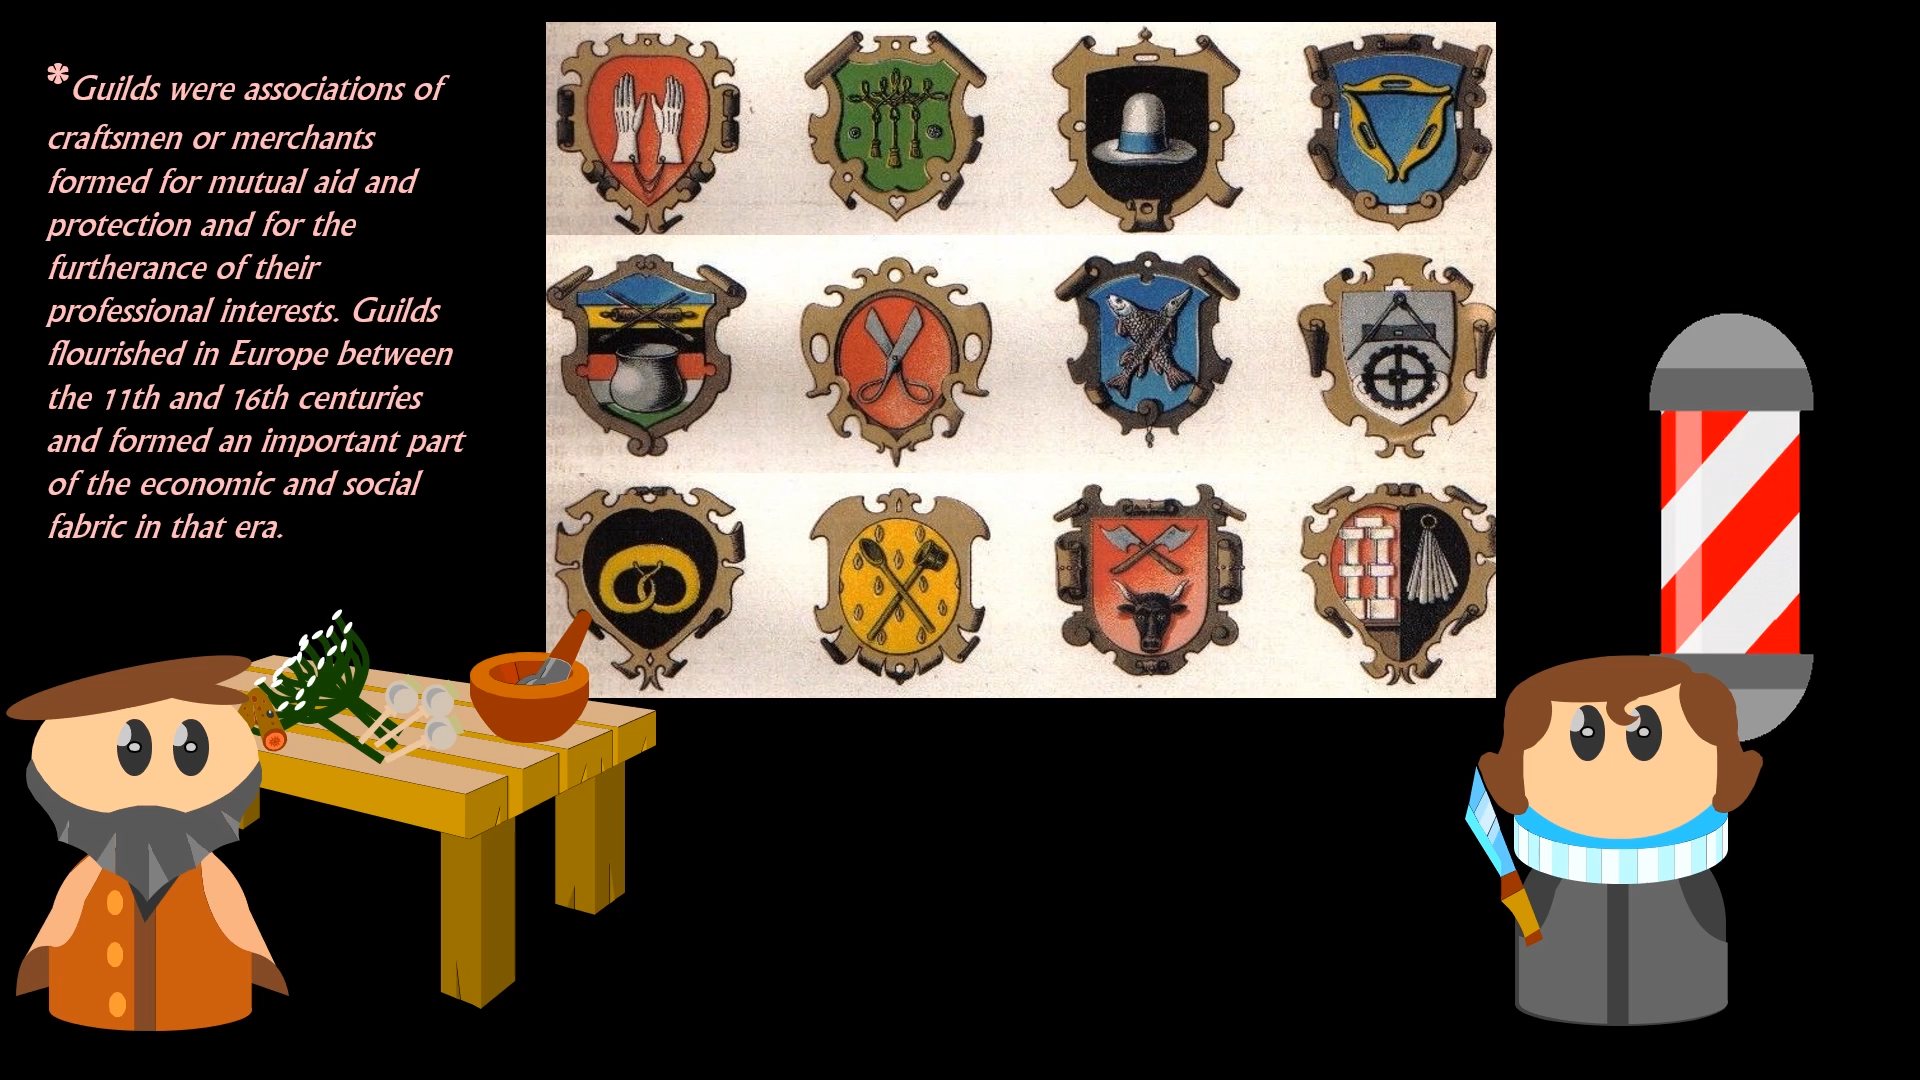 *Guilds were associations of
craftsmen or merchants
formed for mutual aid and
protection and for the
furtherance of their
professional interests. Guilds
flourished in Europe between
the 11th and 16th centuries
and formed an important part
of the economic and social
fabric in that era.